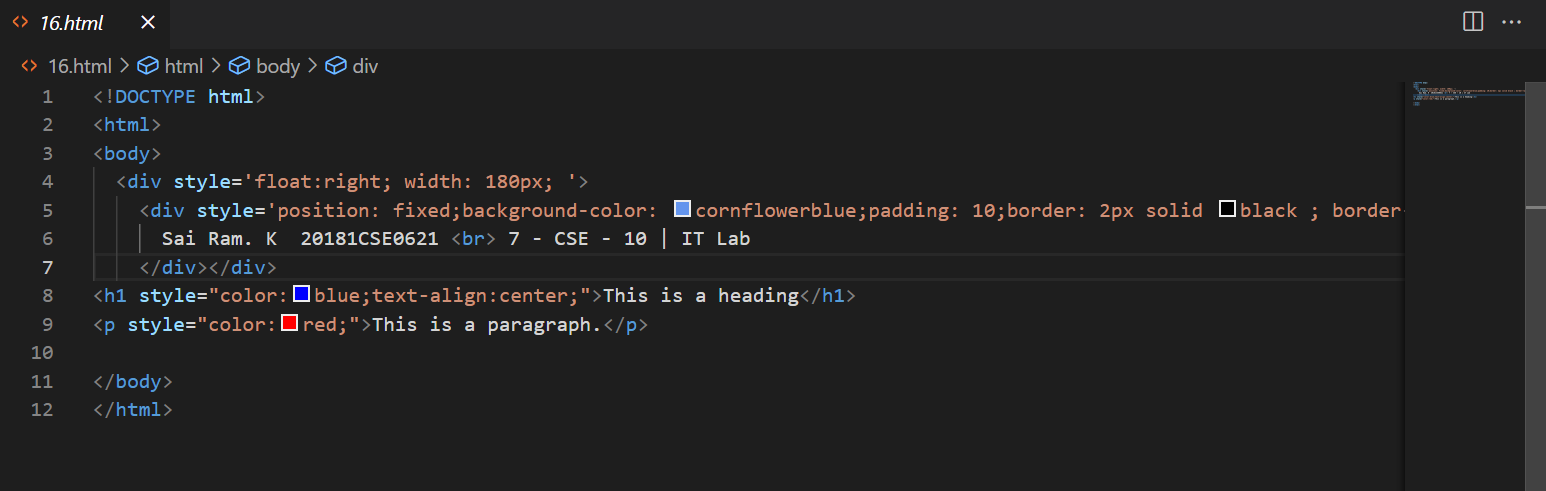 16.html
16.html > html > body > div
1 <!DOCTYPE html>
2 <html>
3 <body>
4 <div style='float:right; width: 180px; '>
5 <div style='position: fixed;background-color: cornflowerblue;padding: 10;border: 2px solid black ; border-
6 Sai Ram. K  20181CSE0621 <br> 7 - CSE - 10 | IT Lab
7 </div></div>
8 <h1 style="color:blue;text-align:center;">This is a heading</h1>
9 <p style="color:red;">This is a paragraph.</p>
10
11 </body>
12 </html>